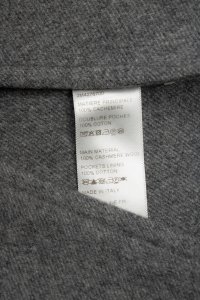 MATIERE PRINCIPALE
100% CACHEMIRE
DOUBLURE POCHES
100% COTON
MAIN MATERIAL
100% CASHMERE WOOL
POCKETS LINING
100% COTTON
MADE IN ITALY